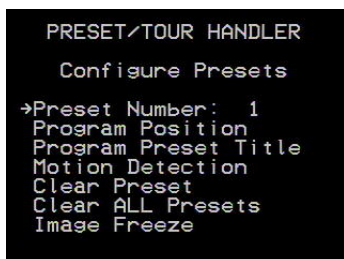 PRESET/TOUR HANDLER
Configure Presets
→Preset Number: 1
Program Position
Program Preset Title
Motion Detection
Clear Preset
Clear ALL Presets
Image Freeze